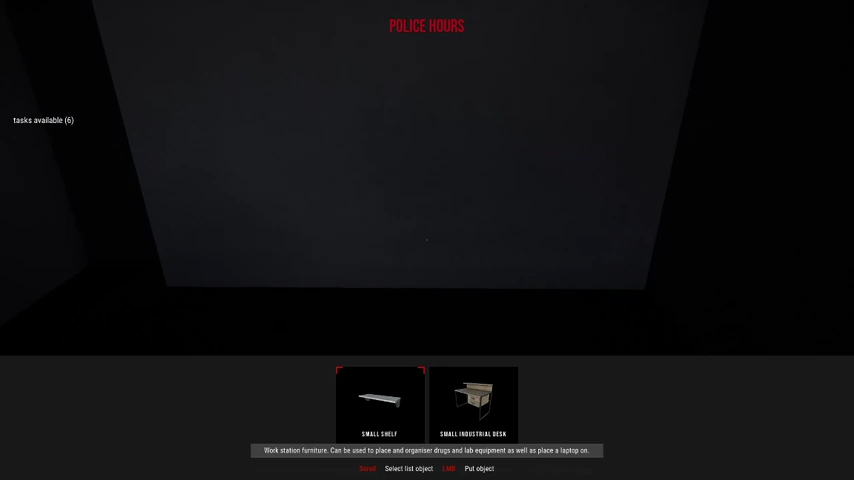 POLICE HOURS
tasks available (6)
SMALL SHELF
SMALL INDUSTRIAL DESK
Work station furniture. Can be used to place and organiser drugs and lab equipment as well as place a laptop on.
Scroll Select list object LMB Put object